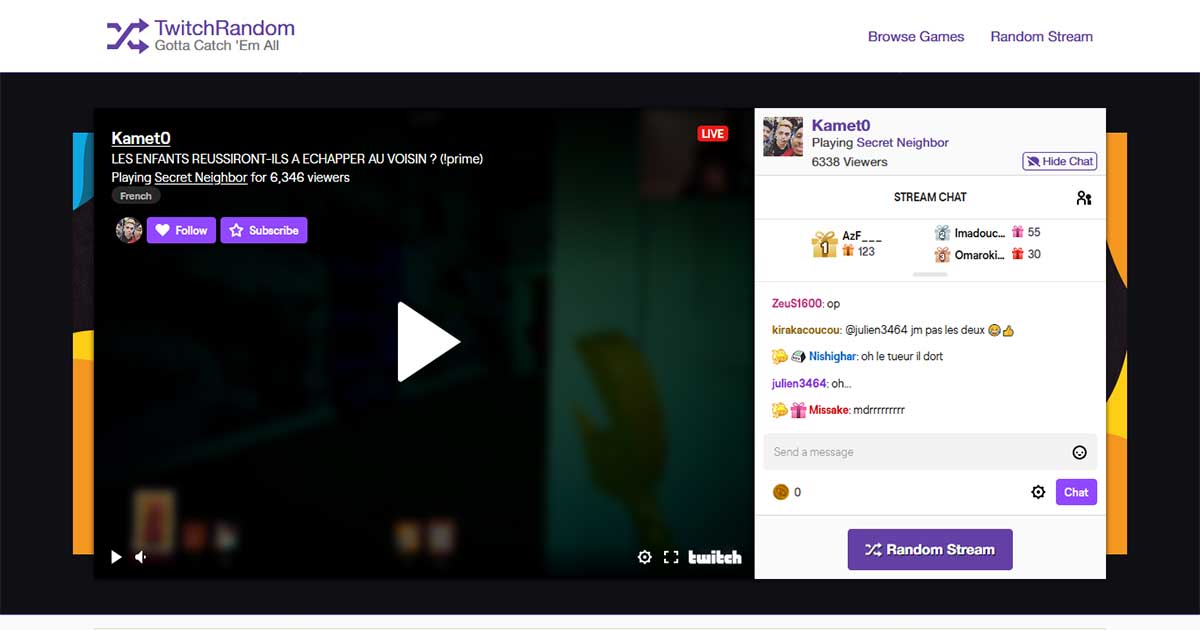 TwitchRandom
Gotta Catch 'Em All
Browse Games
Random Stream
Kamet0
LES ENFANTS REUSSIRONT-ILS A ECHAPPER AU VOISIN ? (!prime)
Playing Secret Neighbor for 6,346 viewers
French
Follow
Subscribe
LIVE
twitch
Kamet0
Playing Secret Neighbor
6338 Viewers
Hide Chat
STREAM CHAT
1
AzF___
123
2 Imadouc... 55
3 Omaroki... 30
ZeuS1600: op
kirakacoucou: @julien3464 jm pas les deux 😂👍
Nishighar: oh le tueur il dort
julien3464: oh...
Missake: mdrrrrrrrrr
Send a message
0
Chat
Random Stream